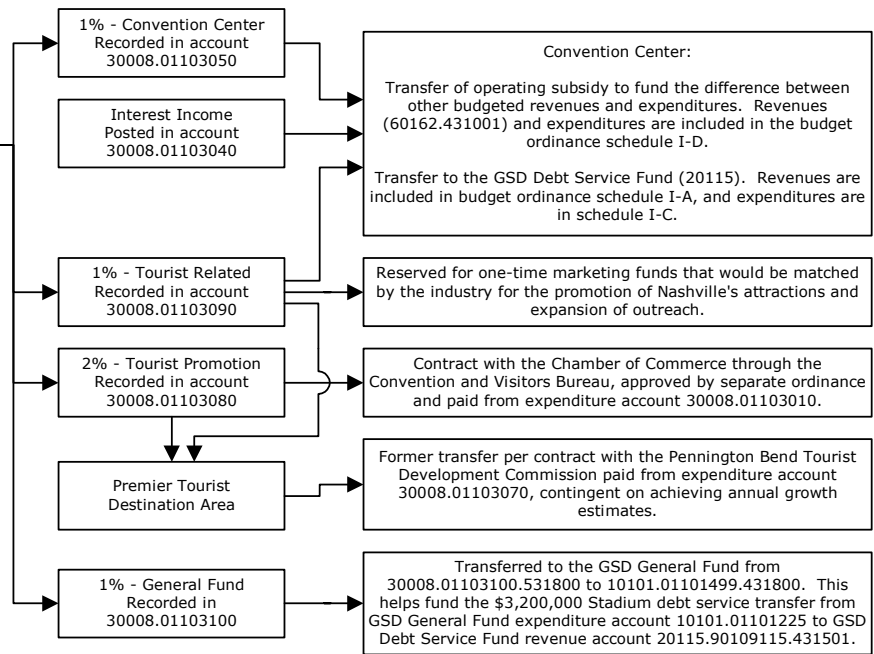 1% - Convention Center
Recorded in account
30008.01103050
Interest Income
Posted in account
30008.01103040
Convention Center:
Transfer of operating subsidy to fund the difference between
other budgeted revenues and expenditures. Revenues
(60162.431001) and expenditures are included in the budget
ordinance schedule I-D.
Transfer to the GSD Debt Service Fund (20115). Revenues are
included in budget ordinance schedule I-A, and expenditures are
in schedule I-C.
1% - Tourist Related
Recorded in account
30008.01103090
Reserved for one-time marketing funds that would be matched
by the industry for the promotion of Nashville's attractions and
expansion of outreach.
2% - Tourist Promotion
Recorded in account
30008.01103080
Contract with the Chamber of Commerce through the
Convention and Visitors Bureau, approved by separate ordinance
and paid from expenditure account 30008.01103010.
Premier Tourist
Destination Area
Former transfer per contract with the Pennington Bend Tourist
Development Commission paid from expenditure account
30008.01103070, contingent on achieving annual growth
estimates.
1% - General Fund
Recorded in
30008.01103100
Transferred to the GSD General Fund from
30008.01103100.531800 to 10101.01101499.431800. This
helps fund the $3,200,000 Stadium debt service transfer from
GSD General Fund expenditure account 10101.01101225 to GSD
Debt Service Fund revenue account 20115.90109115.431501.